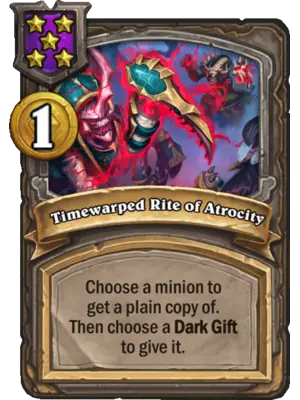 1
Timewarped Rite of Atrocity
Choose a minion to
get a plain copy of.
Then choose a Dark Gift
to give it.